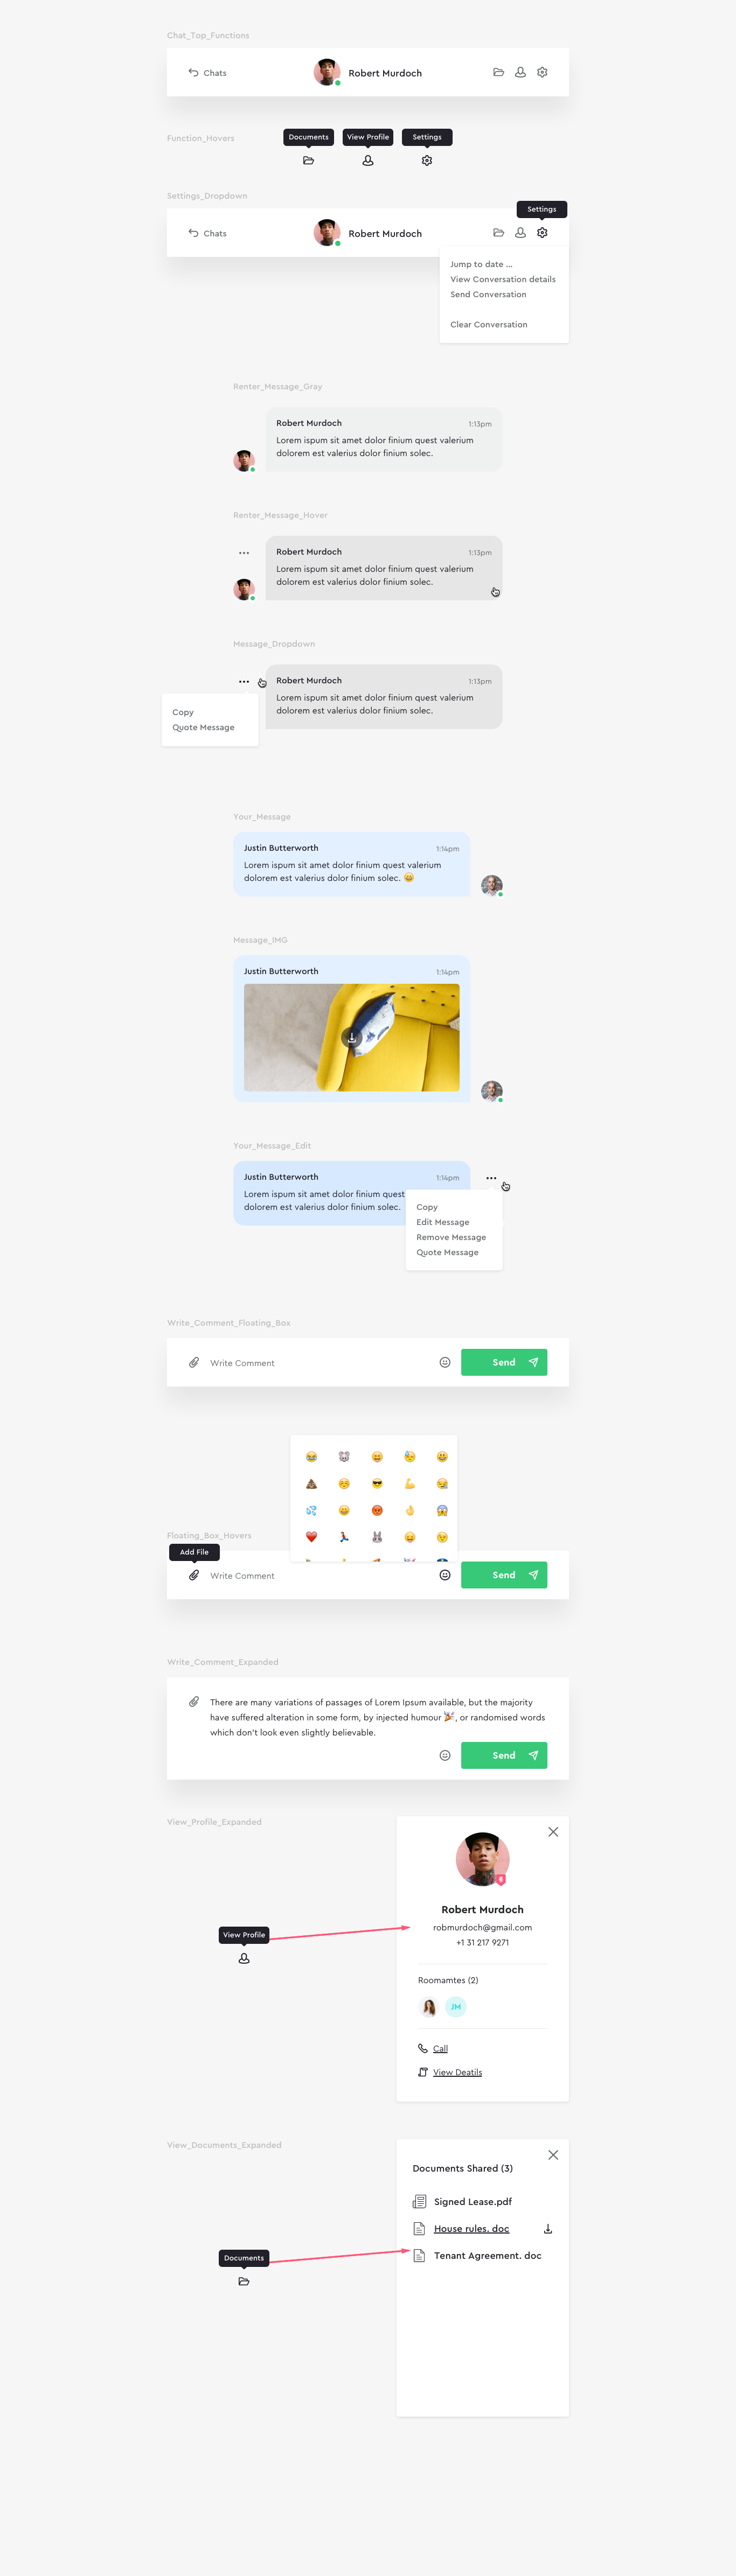 Chat_Top_Functions
Chats
Robert Murdoch
Function_Hovers
Documents
View Profile
Settings
Settings_Dropdown
Settings
Chats
Robert Murdoch
Jump to date ...
View Conversation details
Send Conversation
Clear Conversation
Renter_Message_Gray
Robert Murdoch
1:13pm
Lorem ispum sit amet dolor finium quest valerium
dolorem est valerius dolor finium solec.
Renter_Message_Hover
Robert Murdoch
1:13pm
Lorem ispum sit amet dolor finium quest valerium
dolorem est valerius dolor finium solec.
Message_Dropdown
Robert Murdoch
1:13pm
Lorem ispum sit amet dolor finium quest valerium
dolorem est valerius dolor finium solec.
Copy
Quote Message
Your_Message
Justin Butterworth
1:14pm
Lorem ispum sit amet dolor finium quest valerium
dolorem est valerius dolor finium solec. 😄
Message_IMG
Justin Butterworth
1:14pm
Your_Message_Edit
Justin Butterworth
1:14pm
Lorem ispum sit amet dolor finium quest
dolorem est valerius dolor finium solec.
Copy
Edit Message
Remove Message
Quote Message
Write_Comment_Floating_Box
Write Comment
Send
Floating_Box_Hovers
Add File
Write Comment
Send
Write_Comment_Expanded
There are many variations of passages of Lorem Ipsum available, but the majority
have suffered alteration in some form, by injected humour 🎉, or randomised words
which don't look even slightly believable.
Send
View_Profile_Expanded
Robert Murdoch
robmurdoch@gmail.com
+1 31 217 9271
View Profile
Roomamtes (2)
JM
Call
View Deatils
View_Documents_Expanded
Documents Shared (3)
Signed Lease.pdf
House rules. doc
Tenant Agreement. doc
Documents